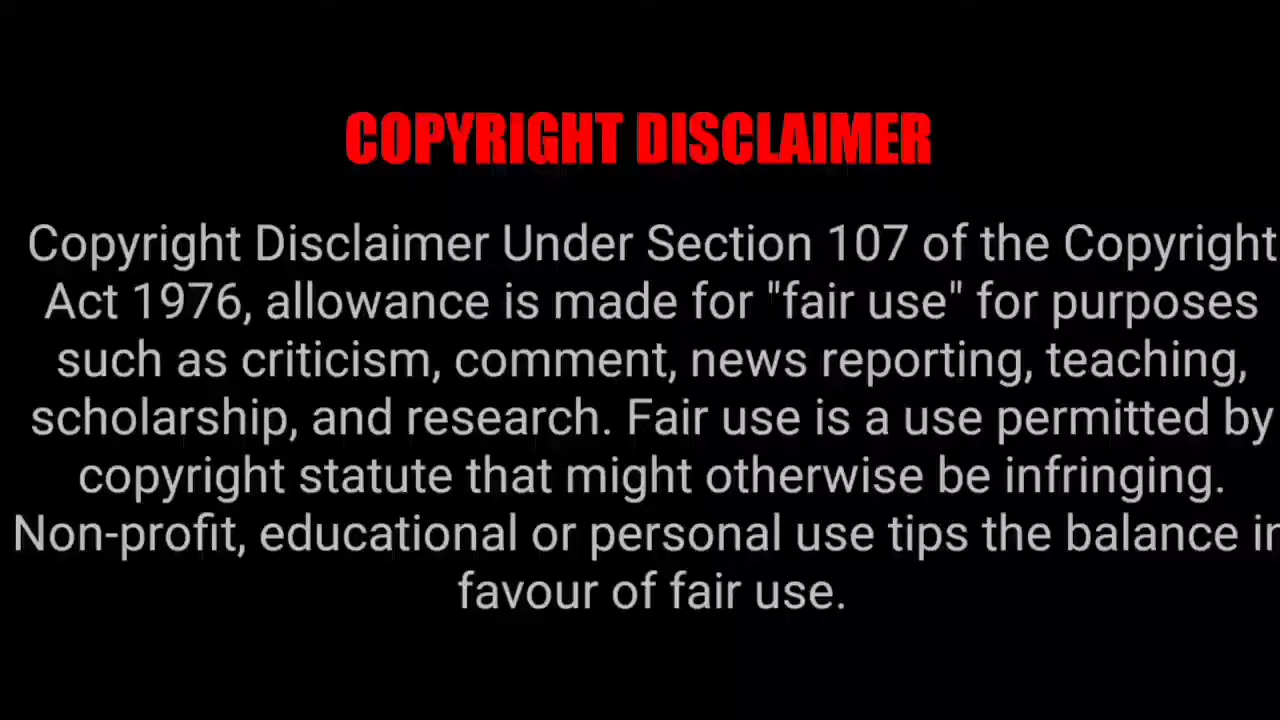 COPYRIGHT DISCLAIMER
Copyright Disclaimer Under Section 107 of the Copyright
Act 1976, allowance is made for "fair use" for purposes
such as criticism, comment, news reporting, teaching,
scholarship, and research. Fair use is a use permitted by
copyright statute that might otherwise be infringing.
Non-profit, educational or personal use tips the balance in
favour of fair use.